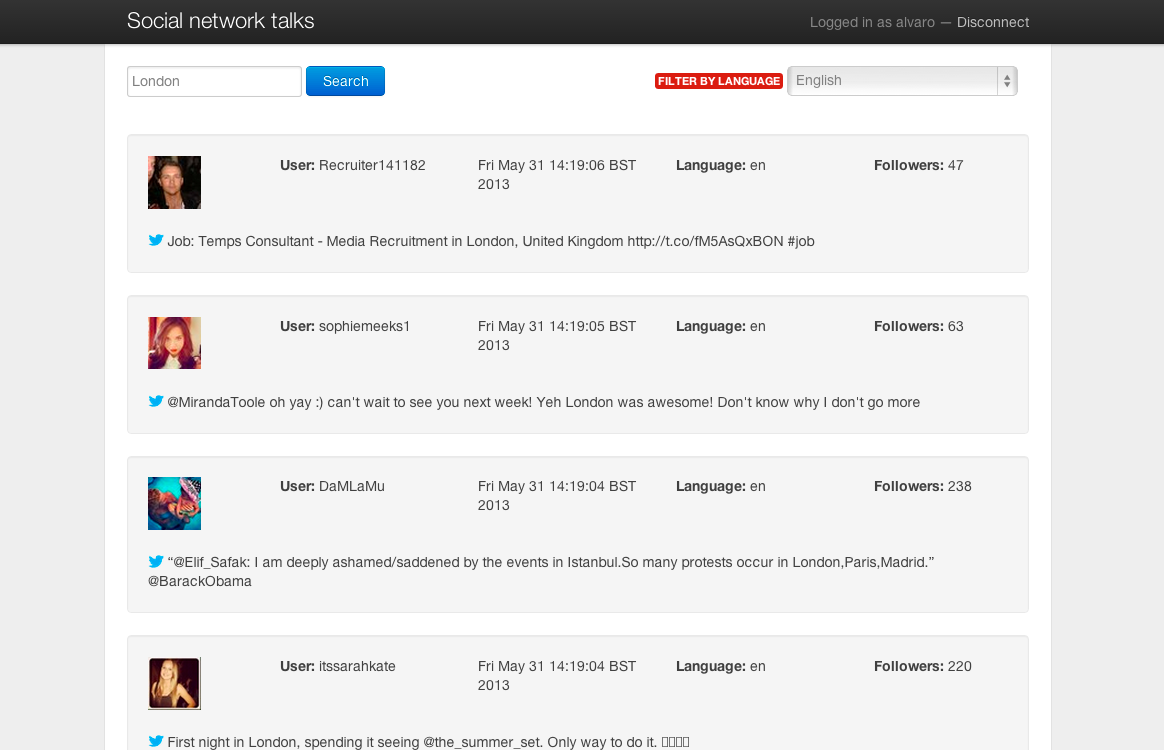 Social network talks
Logged in as alvaro — Disconnect
London
Search
FILTER BY LANGUAGE
English
User: Recruiter141182
Fri May 31 14:19:06 BST
2013
Language: en
Followers: 47
Job: Temps Consultant - Media Recruitment in London, United Kingdom http://t.co/fM5AsQxBON #job
User: sophiemeeks1
Fri May 31 14:19:05 BST
2013
Language: en
Followers: 63
@MirandaToole oh yay :) can't wait to see you next week! Yeh London was awesome! Don't know why I don't go more
User: DaMLaMu
Fri May 31 14:19:04 BST
2013
Language: en
Followers: 238
“@Elif_Safak: I am deeply ashamed/saddened by the events in Istanbul.So many protests occur in London,Paris,Madrid.”
@BarackObama
User: itssarahkate
Fri May 31 14:19:04 BST
2013
Language: en
Followers: 220
First night in London, spending it seeing @the_summer_set. Only way to do it.